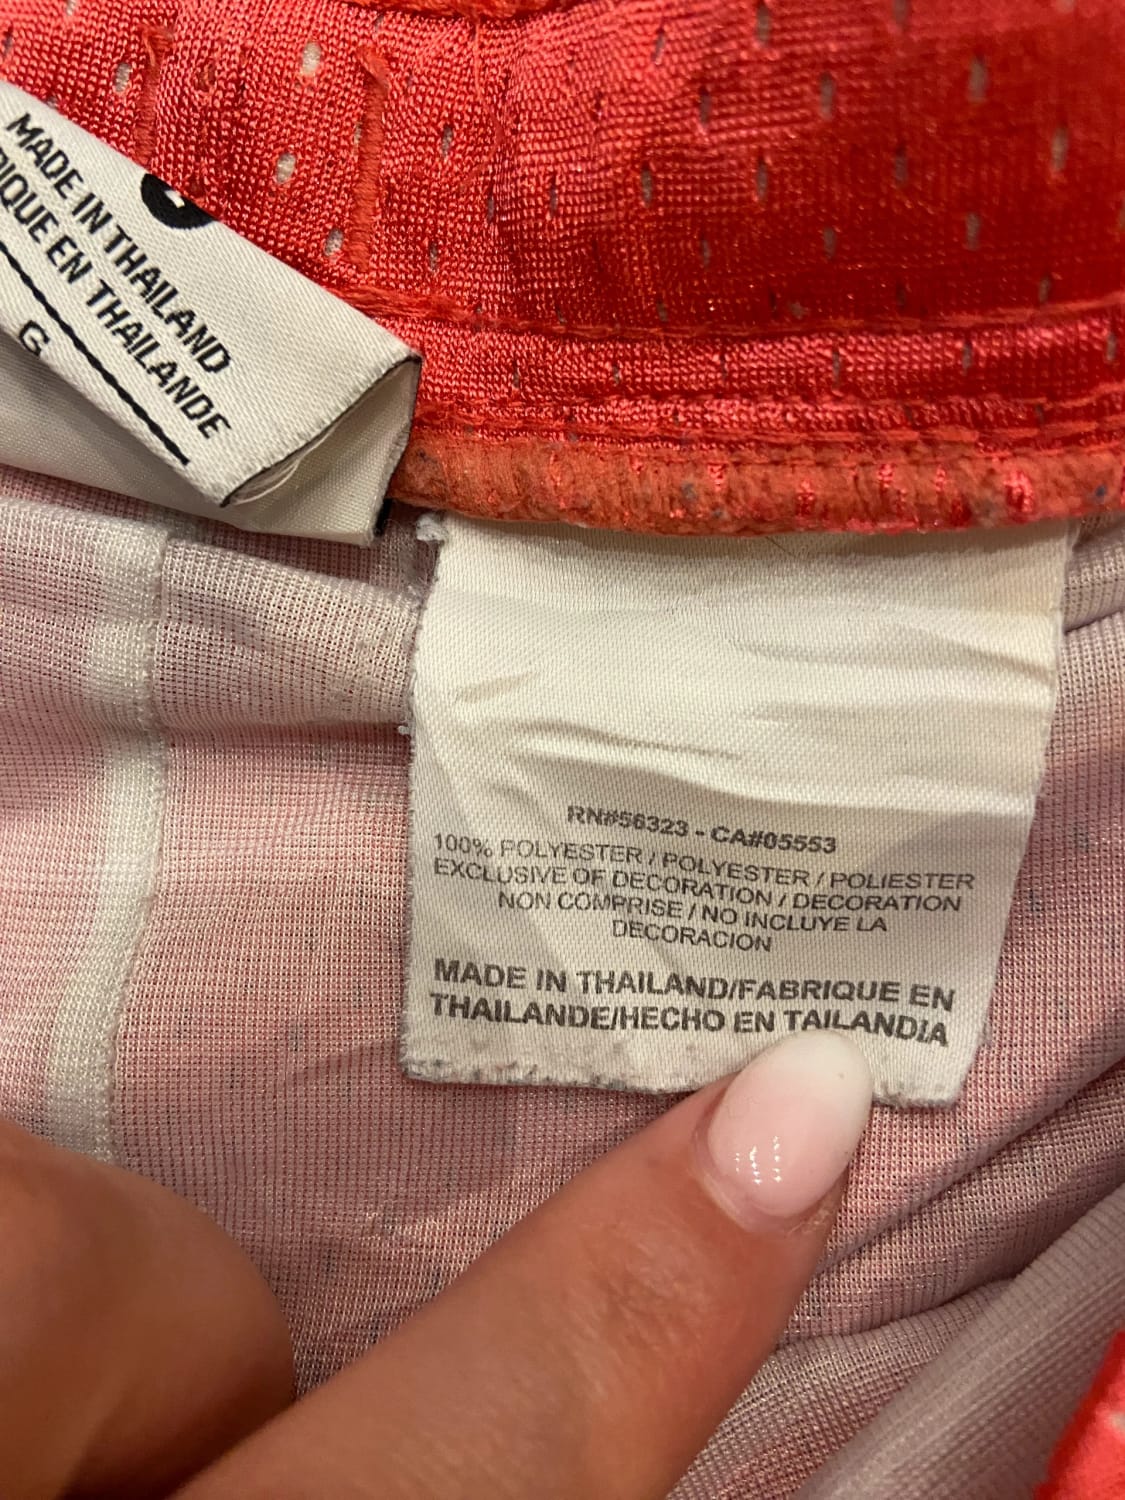 MADE IN THAILAND
IQUE EN THAILANDE
G
RN#56323 - CA#05553
100% POLYESTER / POLYESTER / POLIESTER
EXCLUSIVE OF DECORATION / DECORATION
NON COMPRISE / NO INCLUYE LA
DECORACION
MADE IN THAILAND/FABRIQUE EN
THAILANDE/HECHO EN TAILANDIA